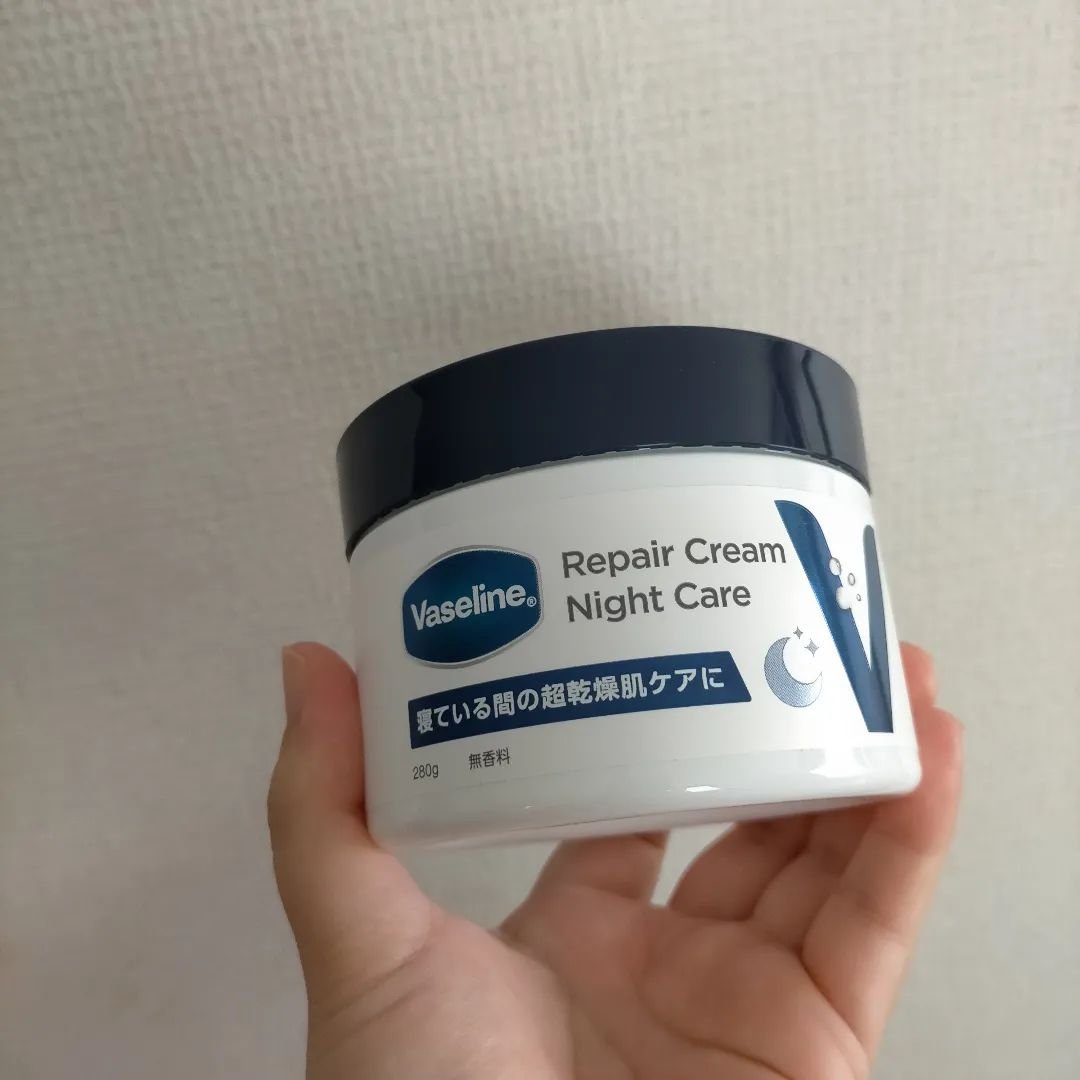 Vaseline®
Repair Cream
Night Care
寝ている間の超乾燥肌ケアに
280g 無香料